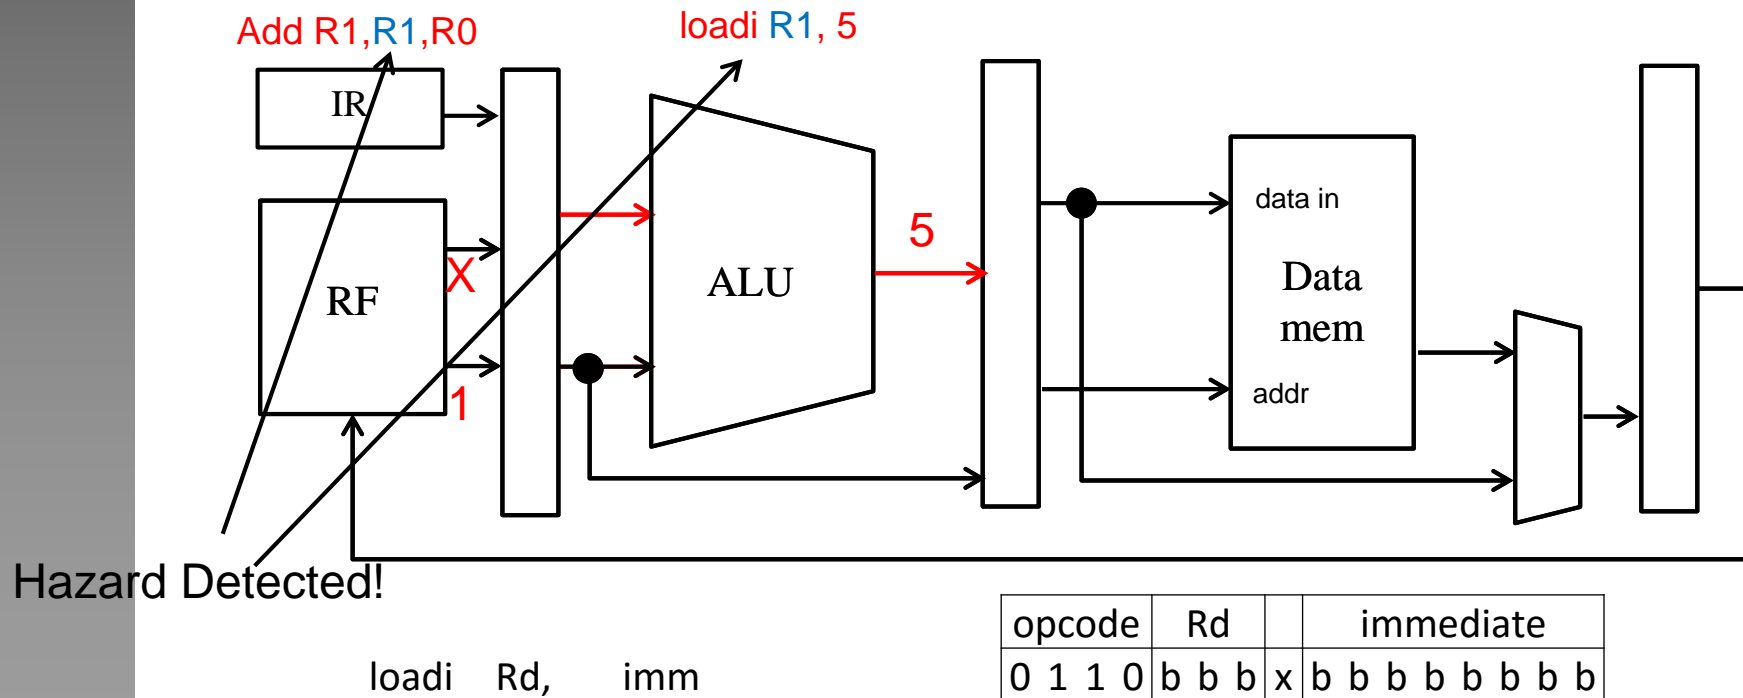 Add R1,R1,R0
loadi R1, 5
IR
RF
X
1
ALU
5
data in
Data
mem
addr
Hazard Detected!
opcode Rd immediate
loadi Rd, imm
0 1 1 0 b b b x b b b b b b b b